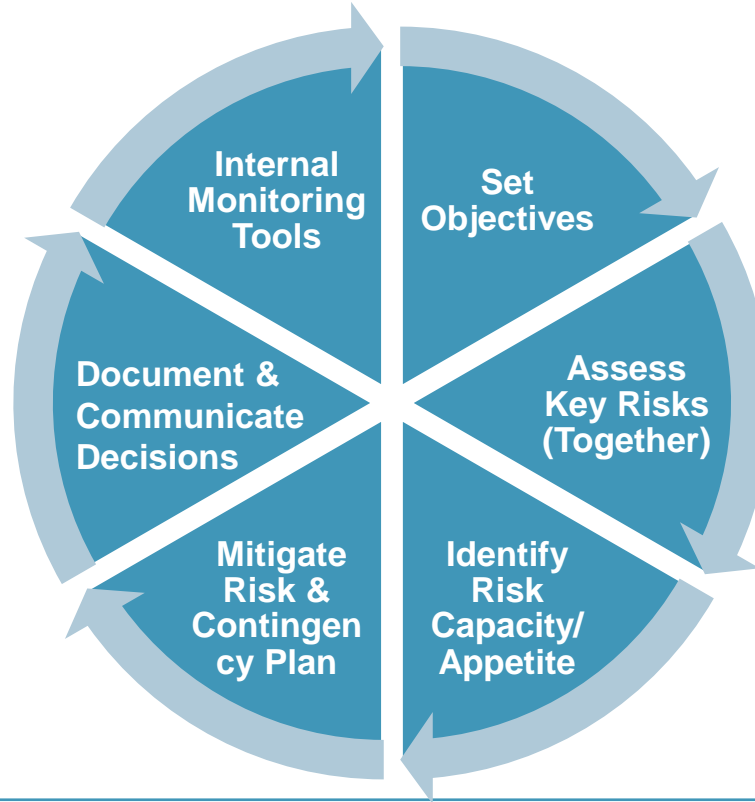 Set
Objectives
Assess
Key Risks
(Together)
Identify
Risk
Capacity/
Appetite
Mitigate
Risk &
Contingen
cy Plan
Document &
Communicate
Decisions
Internal
Monitoring
Tools